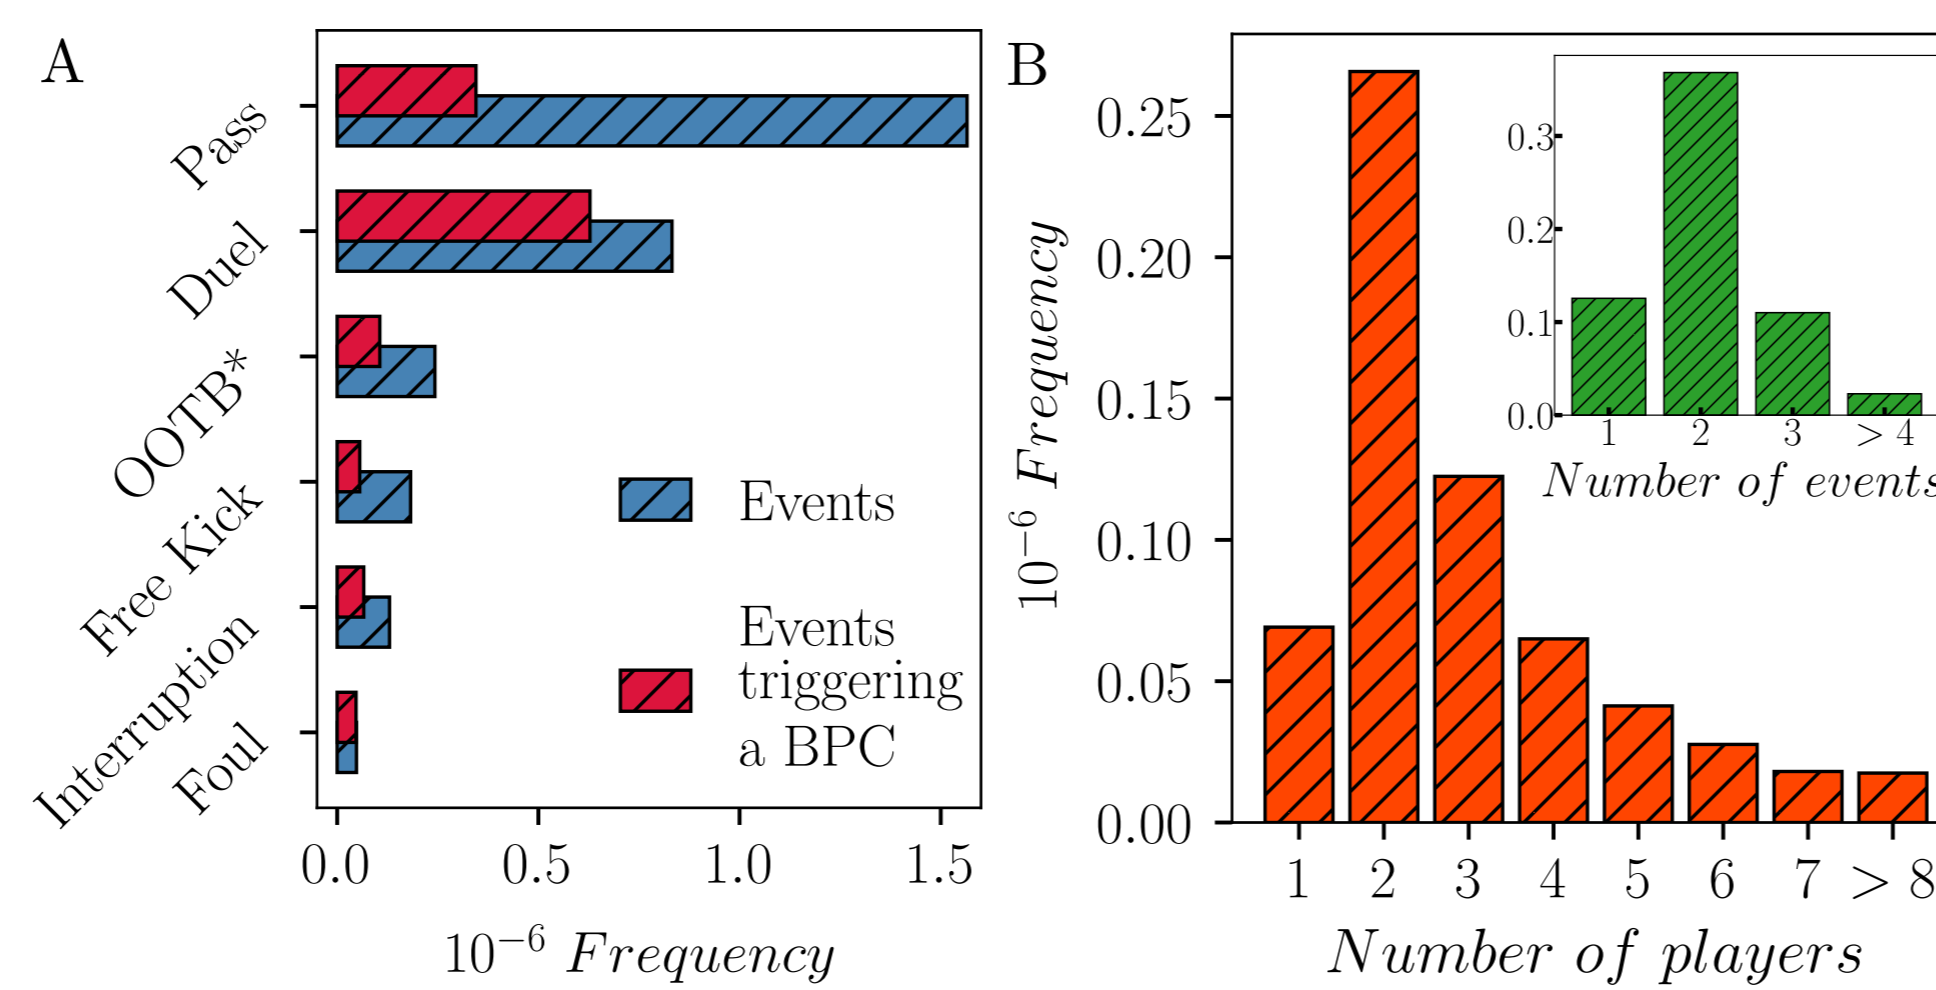 A
Pass
Duel
OOTB*
Free Kick
Interruption
Foul
Events
Events
triggering
a BPC
0.0 0.5 1.0 1.5
10⁻⁶ Frequency
B
10⁻⁶ Frequency
0.25
0.20
0.15
0.10
0.05
0.00
1 2 3 4 5 6 7 > 8
Number of players
0.3
0.2
0.1
0.0
1 2 3 > 4
Number of events